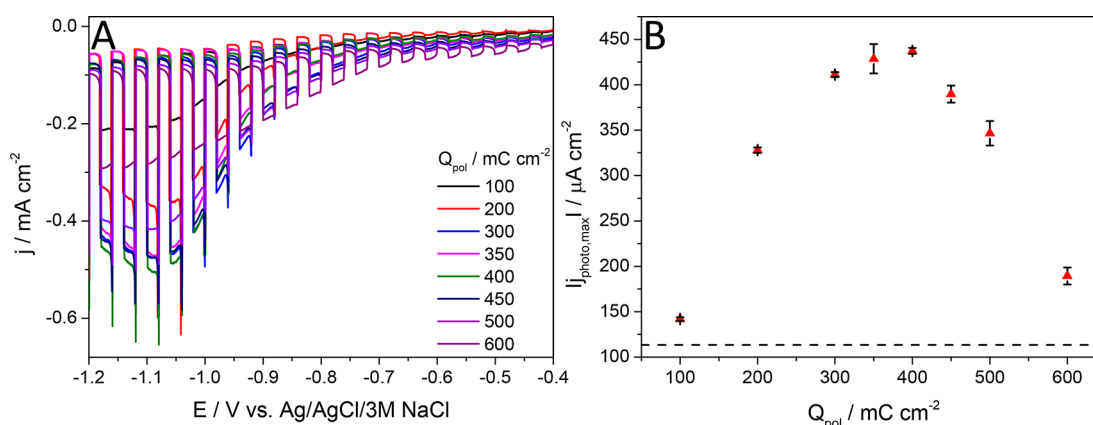 A
0.0
-0.2
-0.4
-0.6
j / mA cm-2
-1.2 -1.1 -1.0 -0.9 -0.8 -0.7 -0.6 -0.5 -0.4
E / V vs. Ag/AgCl/3M NaCl
Qpol / mC cm-2
100
200
300
350
400
450
500
600
B
450
400
350
300
250
200
150
100
Ijphoto,maxI / μA cm-2
100 200 300 400 500 600
Qpol / mC cm-2